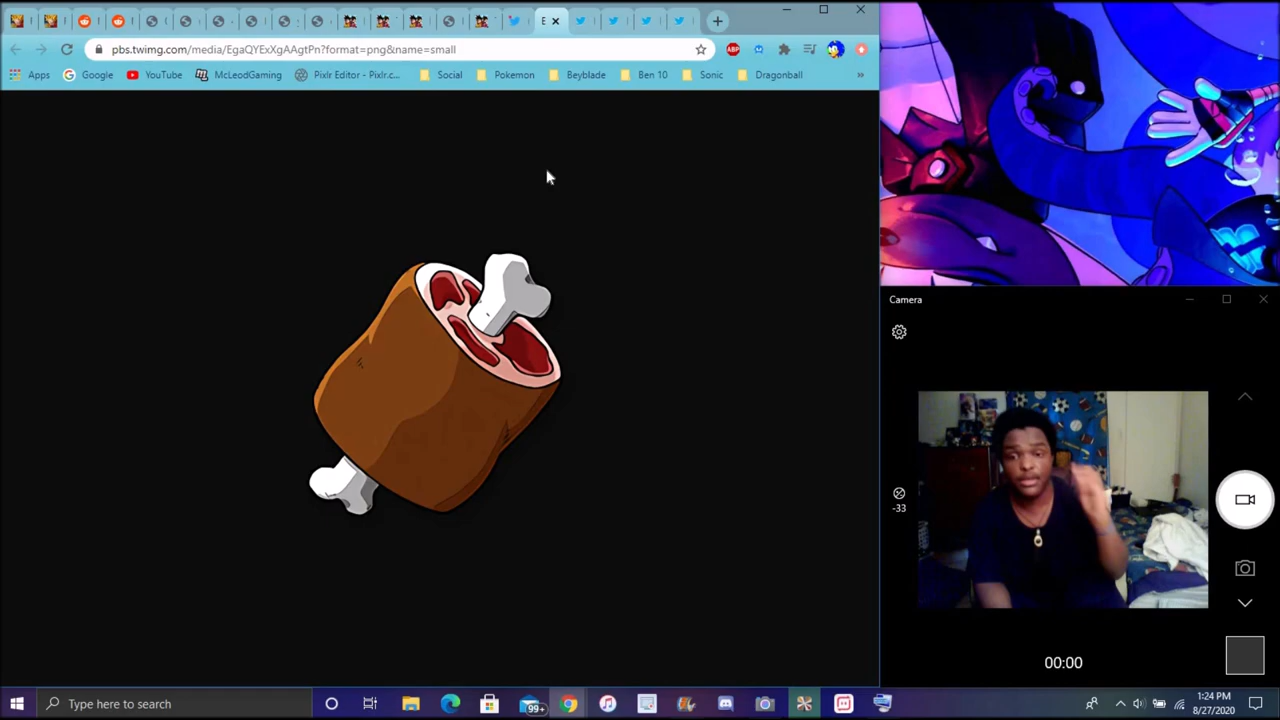 E
pbs.twimg.com/media/EgaQYExXgAAgtPn?format=png&name=small
ABP
Apps
Google
YouTube
McLeodGaming
Pixlr Editor - Pixlr.c...
Social
Pokemon
Beyblade
Ben 10
Sonic
Dragonball
Camera
-33
00:00
Type here to search
99+
1:24 PM
8/27/2020